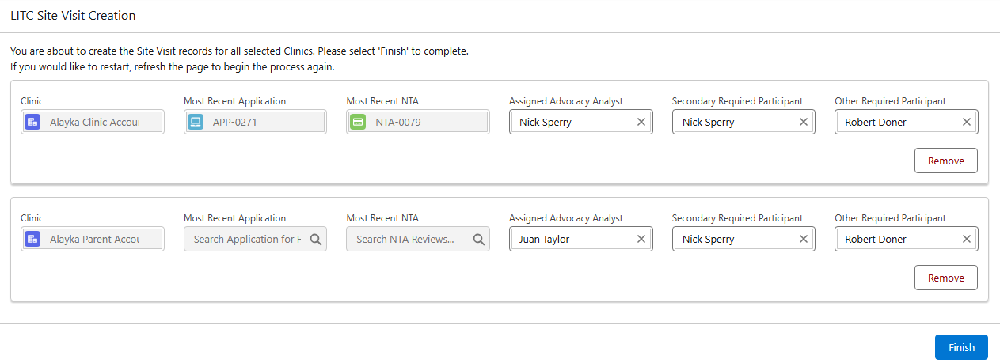 LITC Site Visit Creation
You are about to create the Site Visit records for all selected Clinics. Please select 'Finish' to complete.
If you would like to restart, refresh the page to begin the process again.
Clinic Most Recent Application Most Recent NTA Assigned Advocacy Analyst Secondary Required Participant Other Required Participant
Alayka Clinic Accou APP-0271 NTA-0079 Nick Sperry Nick Sperry Robert Doner
Remove
Clinic Most Recent Application Most Recent NTA Assigned Advocacy Analyst Secondary Required Participant Other Required Participant
Alayka Parent Accou Search Application for F Search NTA Reviews... Juan Taylor Nick Sperry Robert Doner
Remove
Finish